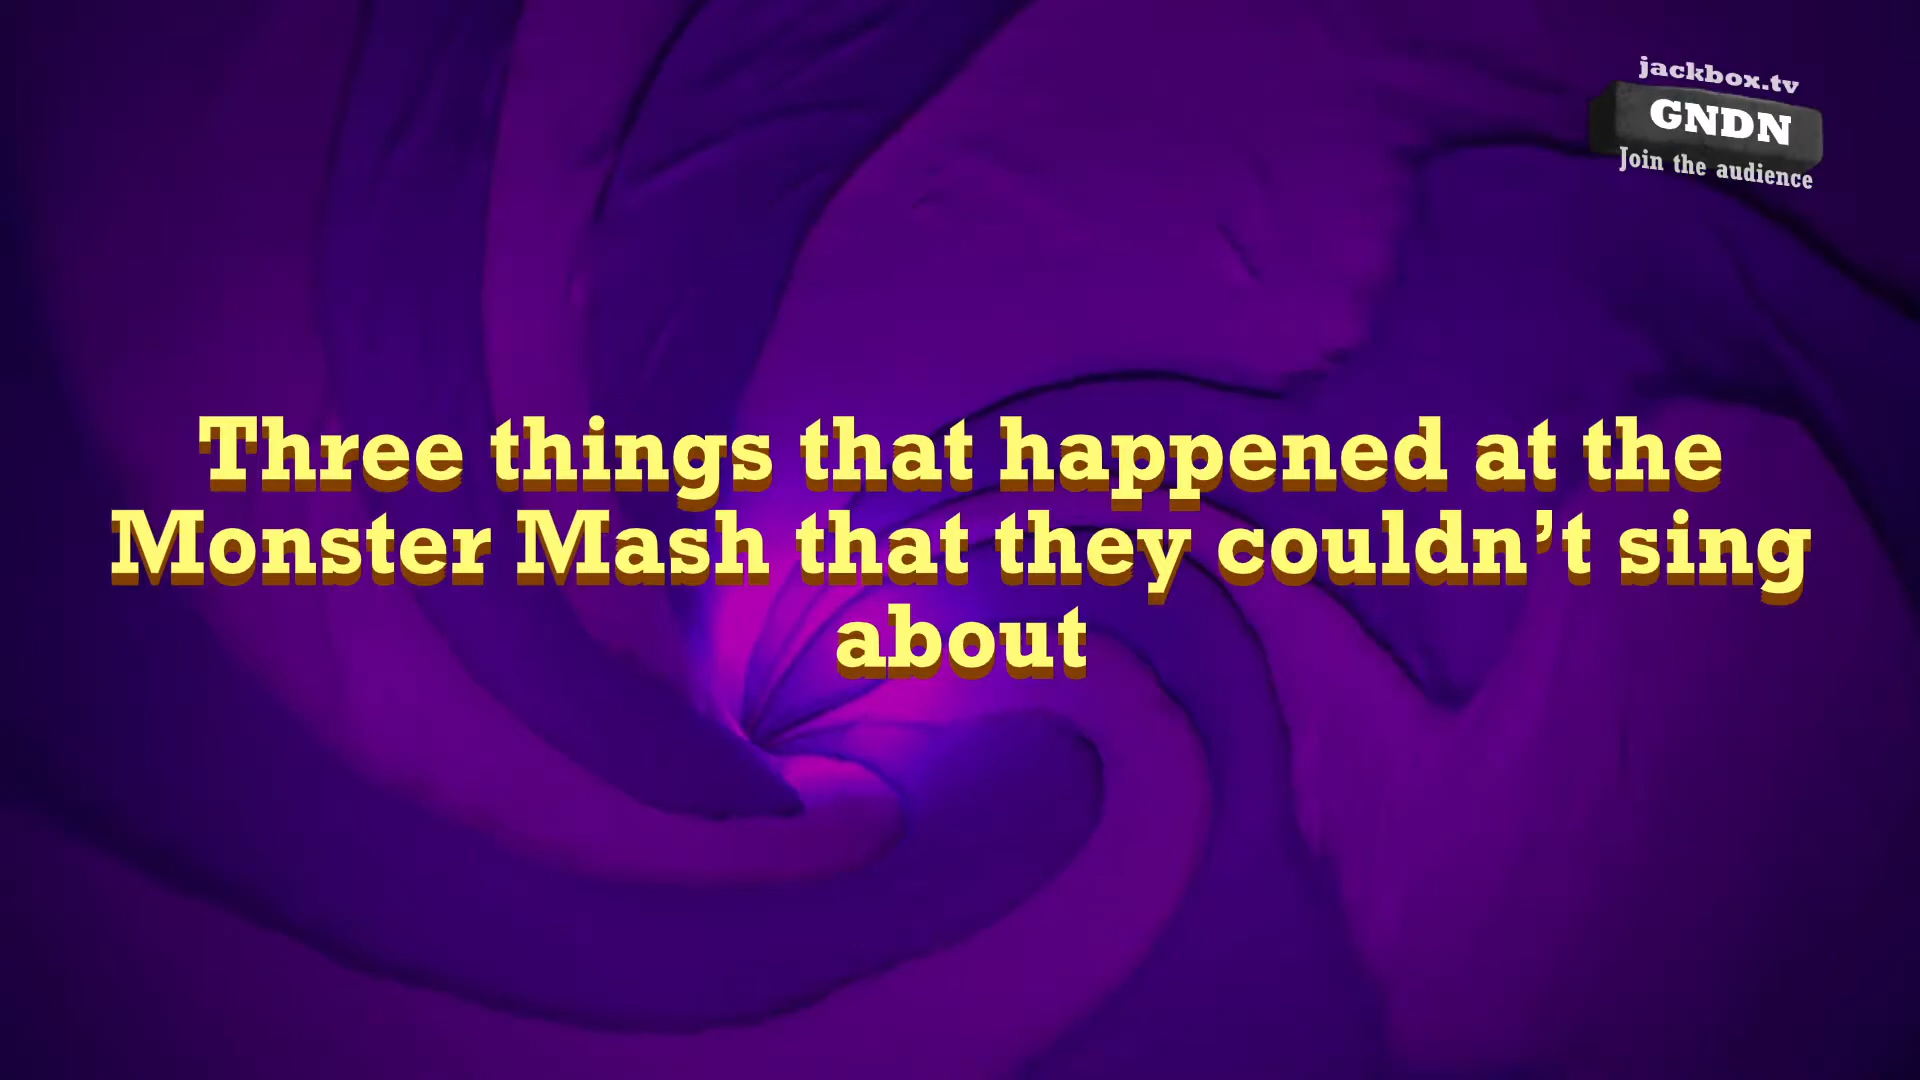 jackbox.tv
GNDN
Join the audience
Three things that happened at the
Monster Mash that they couldn’t sing
about